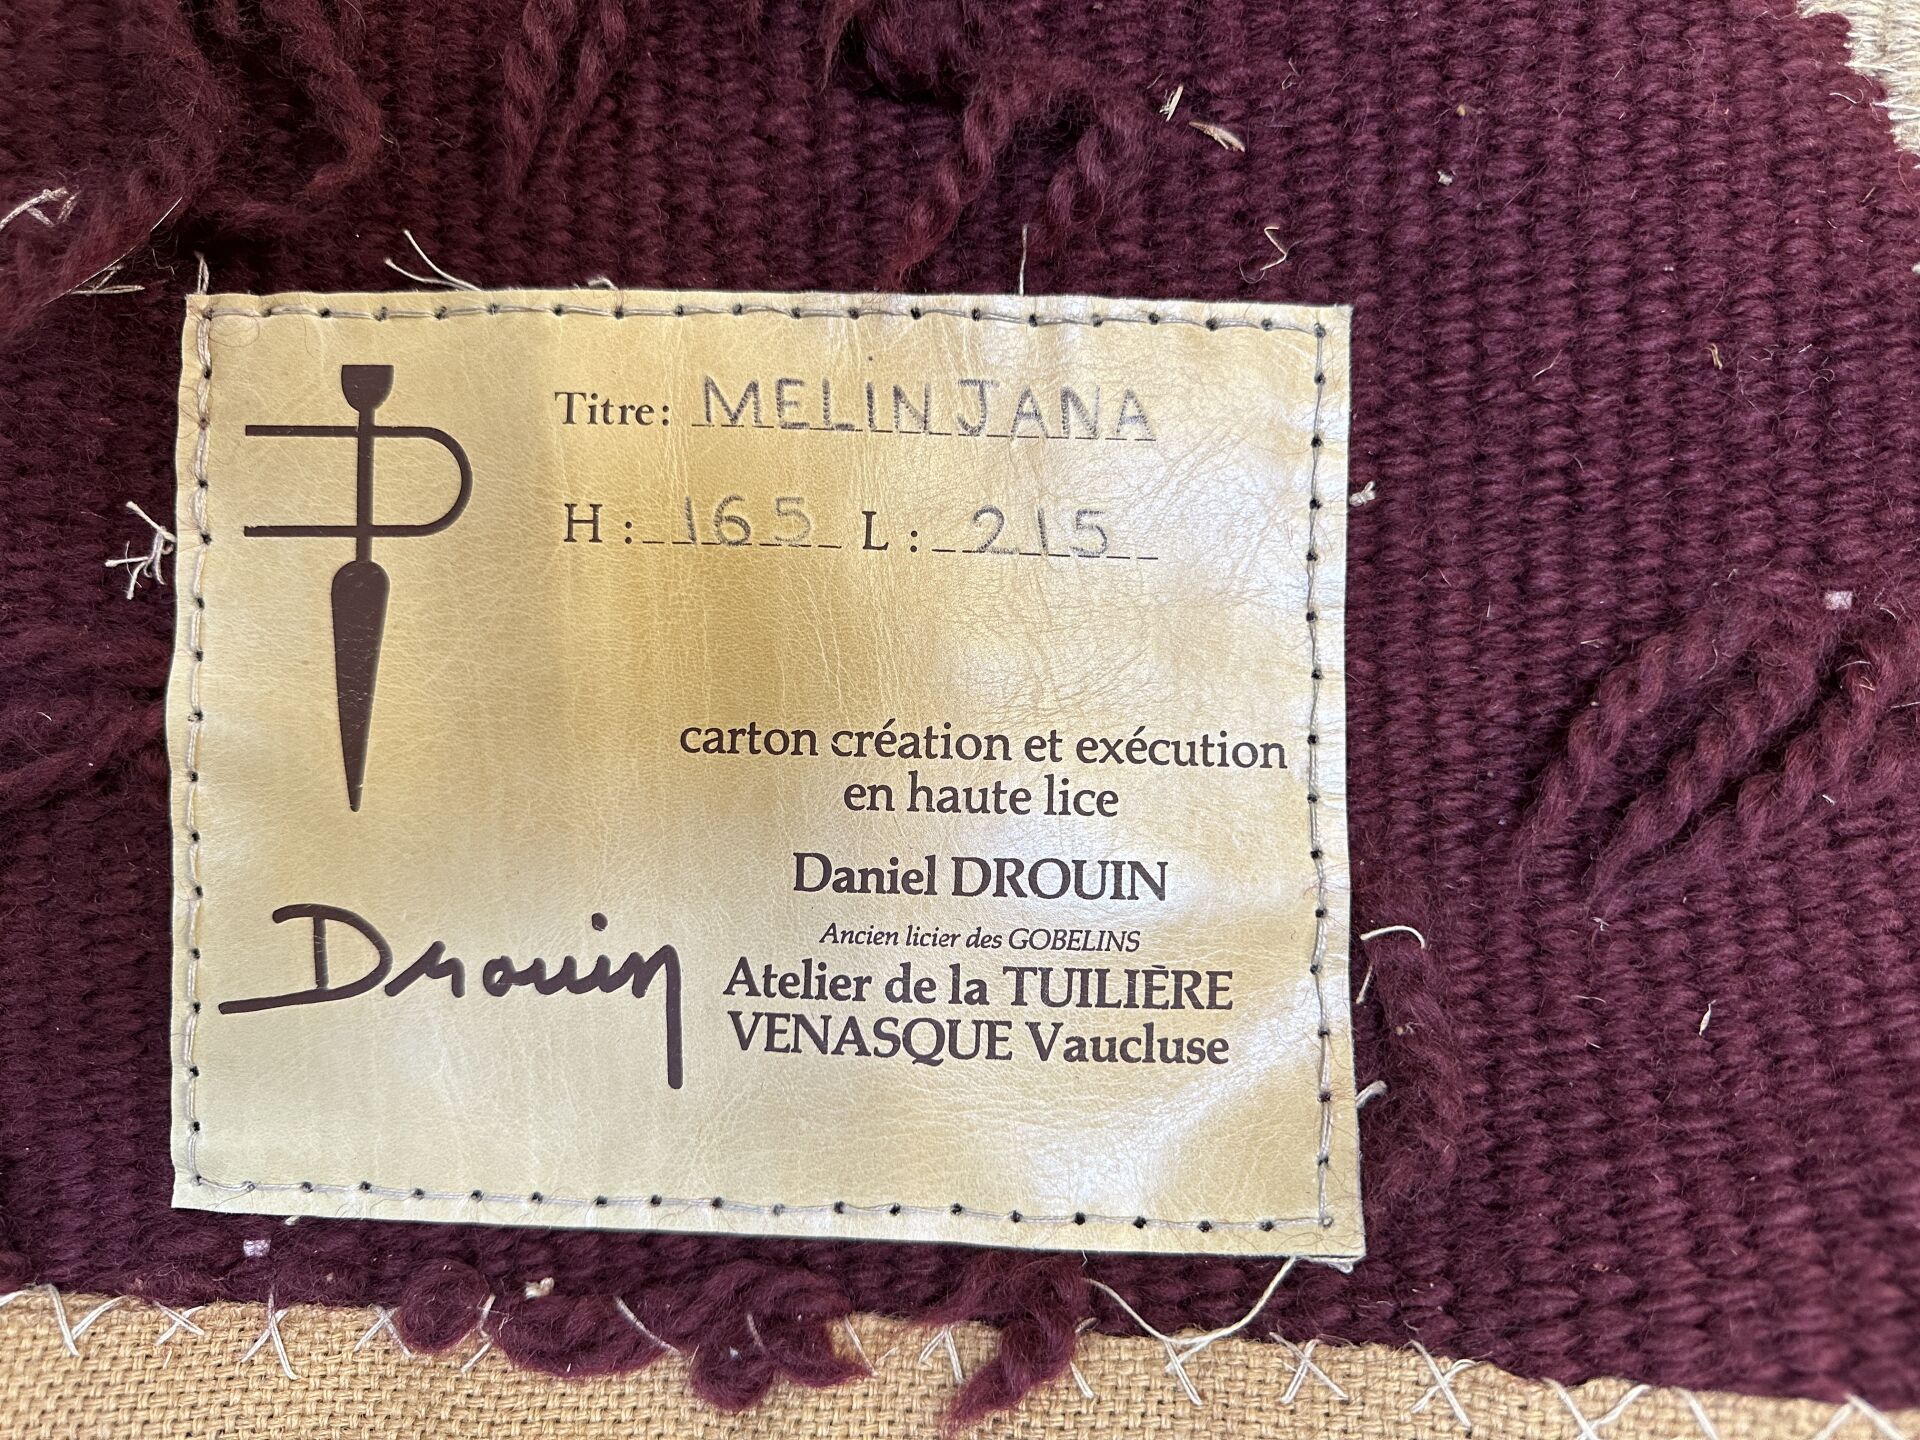 Titre: MELINJANA
H: 165 L: 215
carton création et exécution
en haute lice
Daniel DROUIN
Ancien licier des GOBELINS
Atelier de la TUILIÈRE
VENASQUE Vaucluse
Drouin